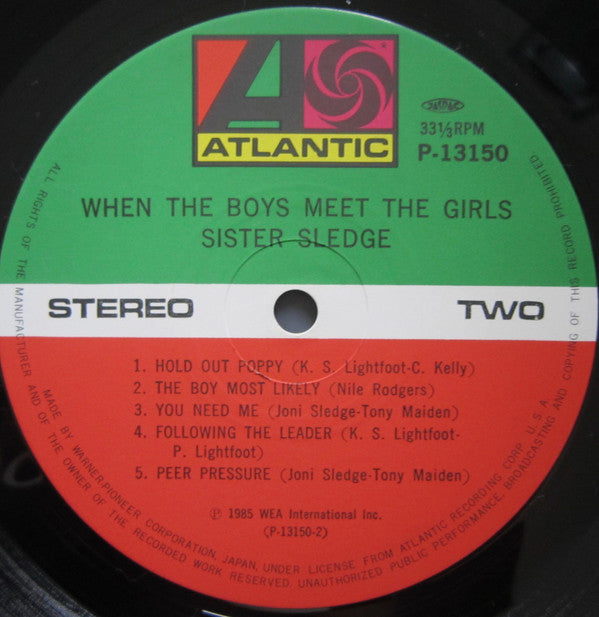 ATLANTIC
JASRAC
33⅓RPM
P-13150
WHEN THE BOYS MEET THE GIRLS
SISTER SLEDGE
STEREO
TWO
1. HOLD OUT POPPY (K. S. Lightfoot-C. Kelly)
2. THE BOY MOST LIKELY (Nile Rodgers)
3. YOU NEED ME (Joni Sledge-Tony Maiden)
4. FOLLOWING THE LEADER (K. S. Lightfoot-
P. Lightfoot)
5. PEER PRESSURE (Joni Sledge-Tony Maiden)
Ⓟ 1985 WEA International Inc.
(P-13150-2)
MADE BY WARNER-PIONEER CORPORATION, JAPAN, UNDER LICENSE FROM ATLANTIC RECORDING CORP. U.S.A.
ALL RIGHTS OF THE MANUFACTURER AND OF THE OWNER OF THE RECORDED WORK RESERVED. UNAUTHORIZED PUBLIC PERFORMANCE, BROADCASTING AND COPYING OF THIS RECORD PROHIBITED.